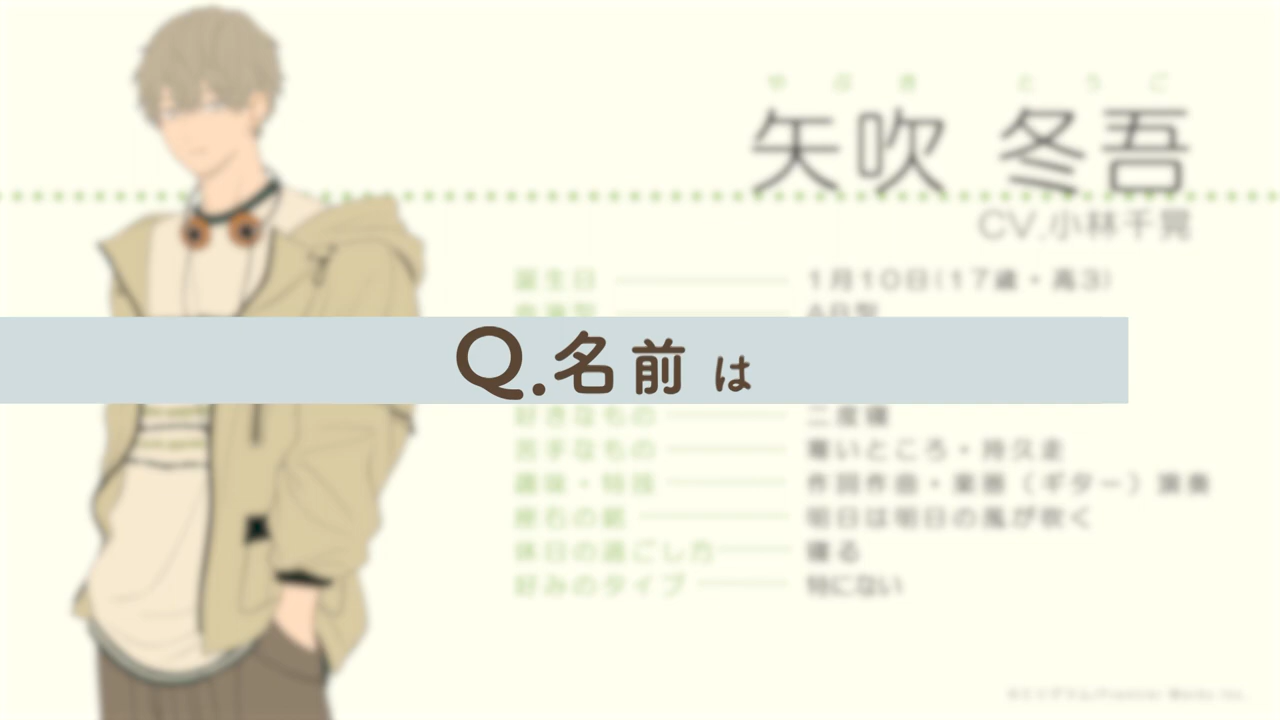 やぶき とうご
矢吹 冬吾
CV.小林千晃
誕生日 1月10日(17歳・高3)
Q.名前 は
好きなもの 二度寝
苦手なもの 暑いところ・持久走
趣味・特技 作詞作曲・楽器（ギター）演奏
座右の銘 明日は明日の風が吹く
休日の過ごし方 寝る
好みのタイプ 特にない